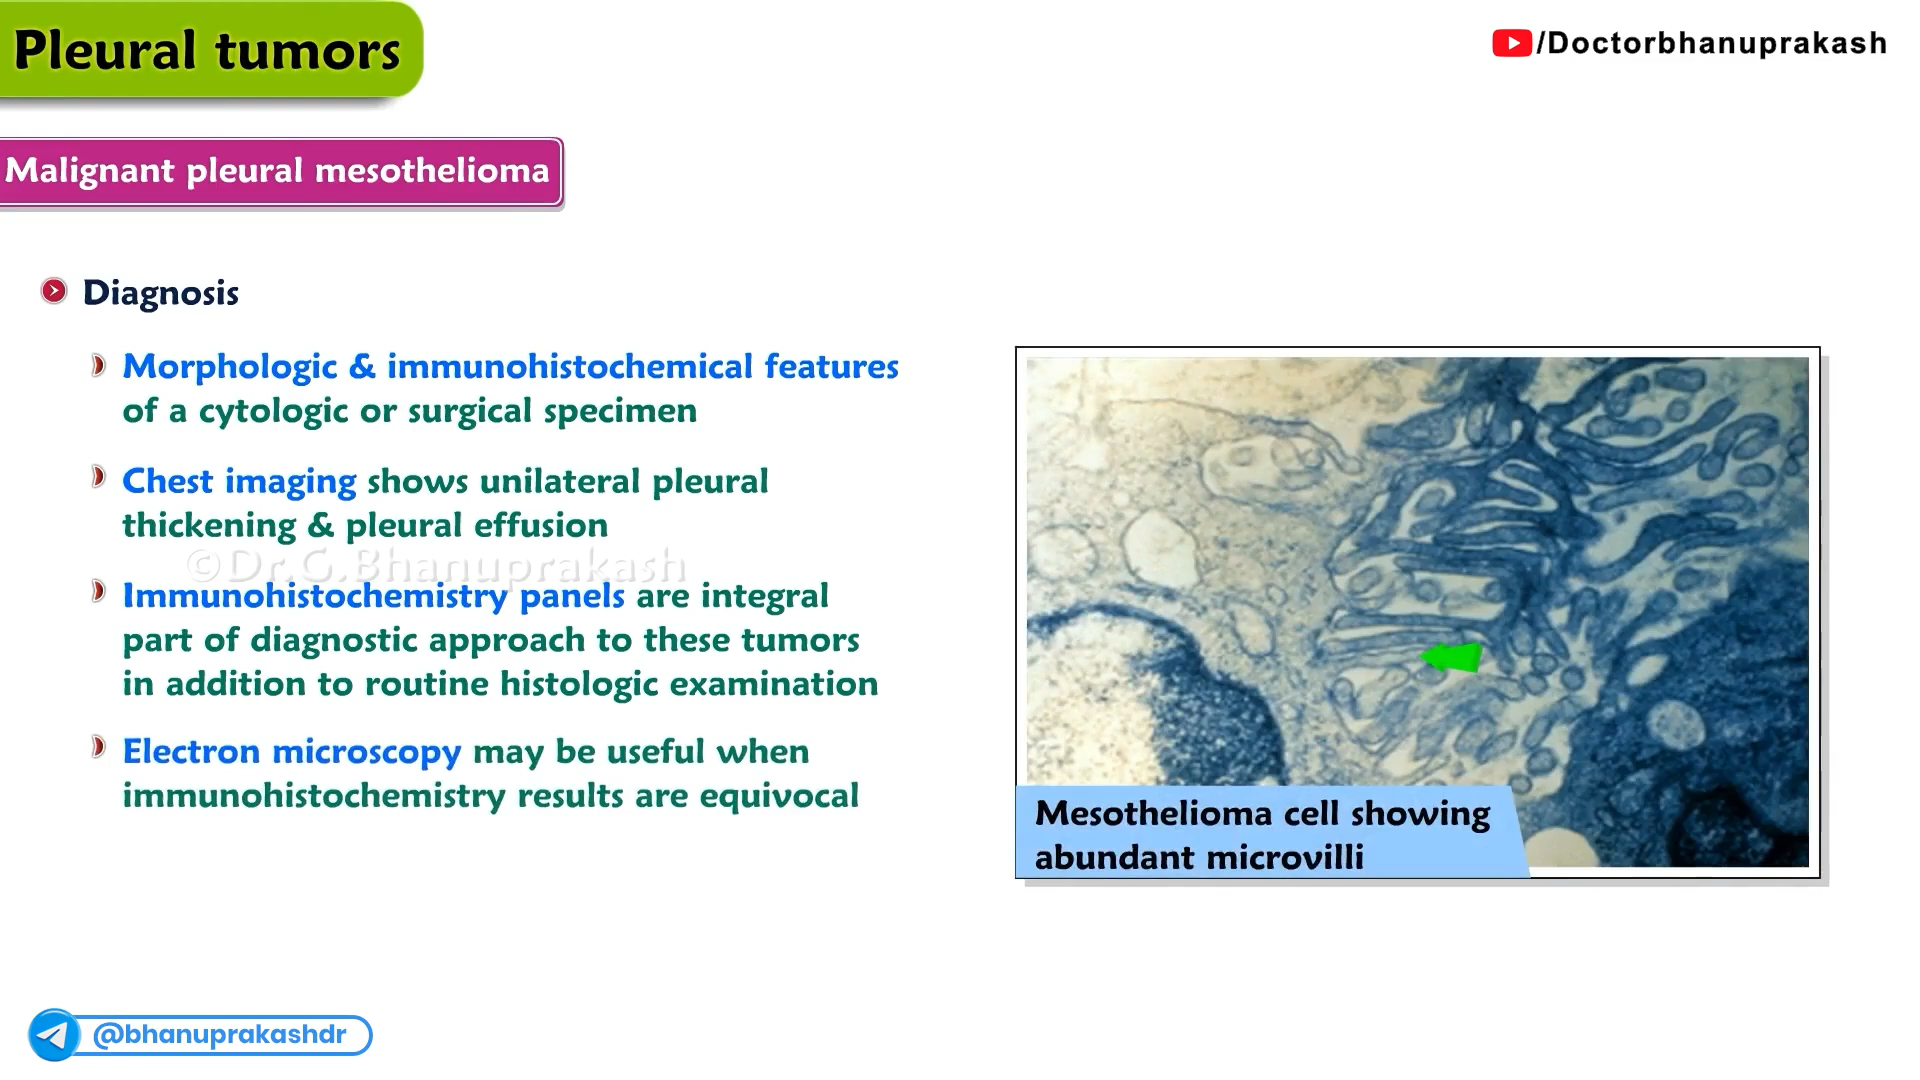 Pleural tumors
/Doctorbhanuprakash
Malignant pleural mesothelioma
Diagnosis
Morphologic & immunohistochemical features
of a cytologic or surgical specimen
Chest imaging shows unilateral pleural
thickening & pleural effusion
©Dr.G.Bhanuprakash
Immunohistochemistry panels are integral
part of diagnostic approach to these tumors
in addition to routine histologic examination
Electron microscopy may be useful when
immunohistochemistry results are equivocal
Mesothelioma cell showing
abundant microvilli
@bhanuprakashdr